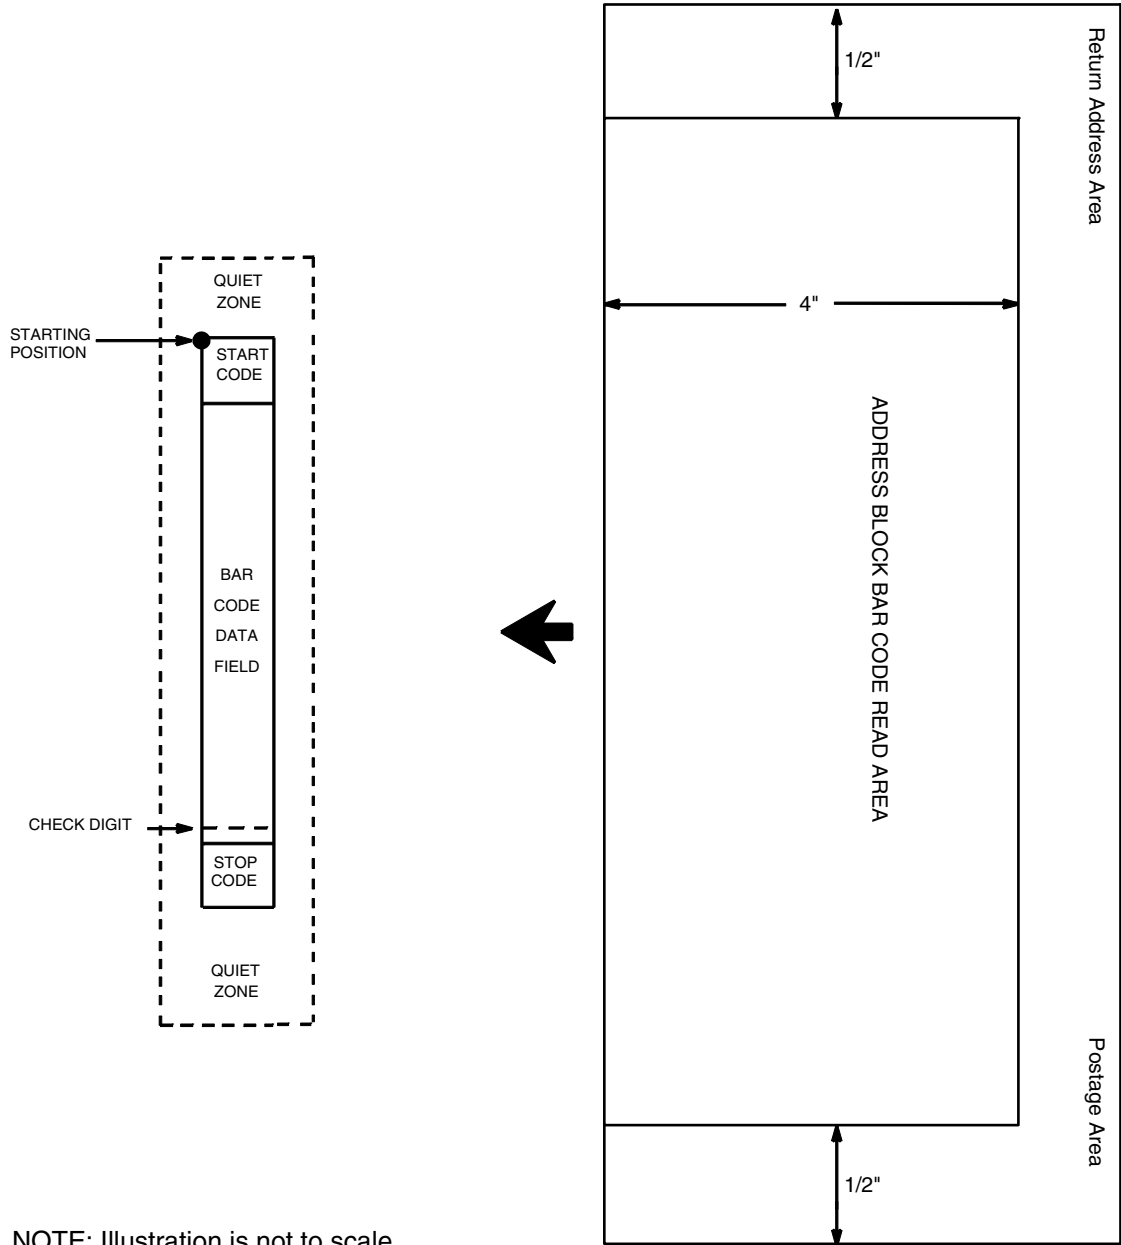 QUIET
ZONE
STARTING
POSITION
START
CODE
BAR
CODE
DATA
FIELD
CHECK DIGIT
STOP
CODE
QUIET
ZONE
NOTE: Illustration is not to scale
1/2"
Return Address Area
4"
ADDRESS BLOCK BAR CODE READ AREA
Postage Area
1/2"